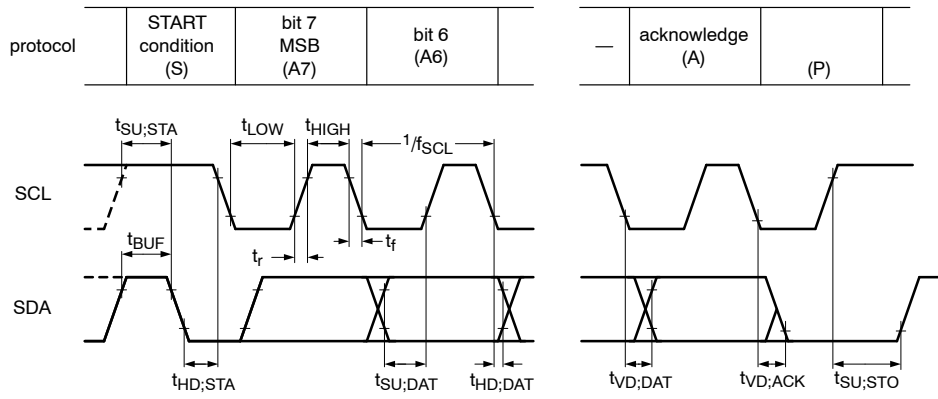 protocol
START
condition
(S)
bit 7
MSB
(A7)
bit 6
(A6)
—
acknowledge
(A)
(P)
tSU;STA
tLOW
tHIGH
1/fSCL
SCL
tBUF
tr
tf
SDA
tHD;STA
tSU;DAT
tHD;DAT
tVD;DAT
tVD;ACK
tSU;STO